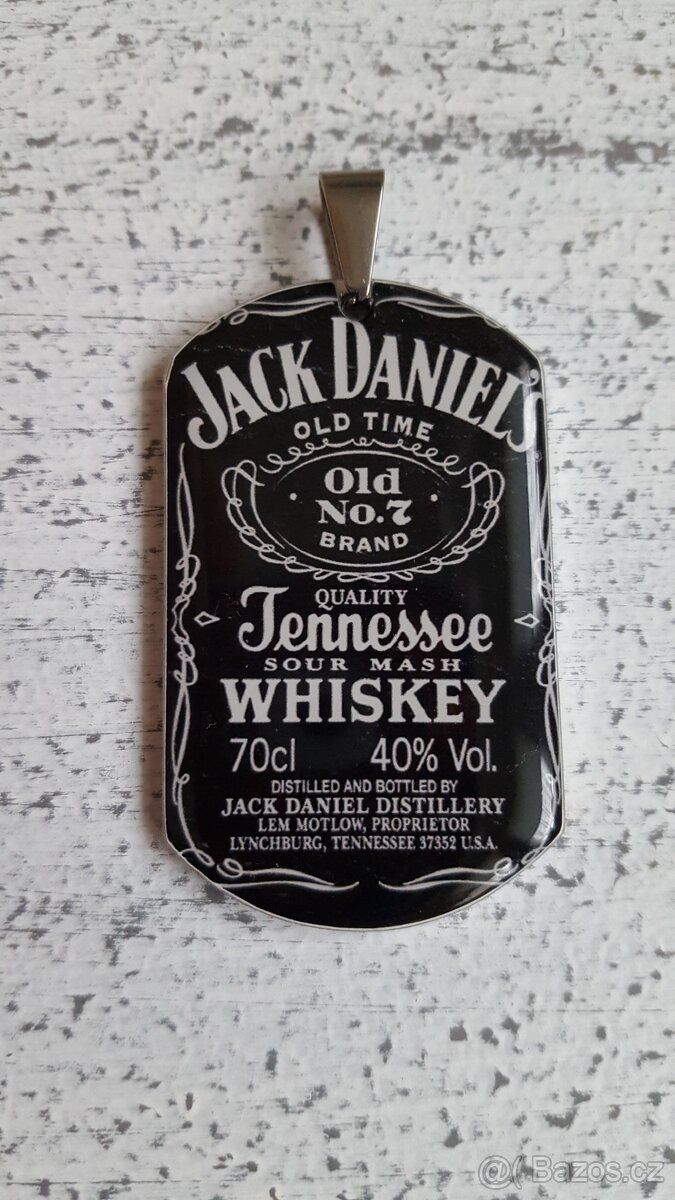 JACK DANIEL'S
OLD TIME
Old
No.7
BRAND
QUALITY
Tennessee
SOUR MASH
WHISKEY
70cl 40% Vol.
DISTILLED AND BOTTLED BY
JACK DANIEL DISTILLERY
LEM MOTLOW, PROPRIETOR
LYNCHBURG, TENNESSEE 37352 U.S.A.
@( Bazos.cz